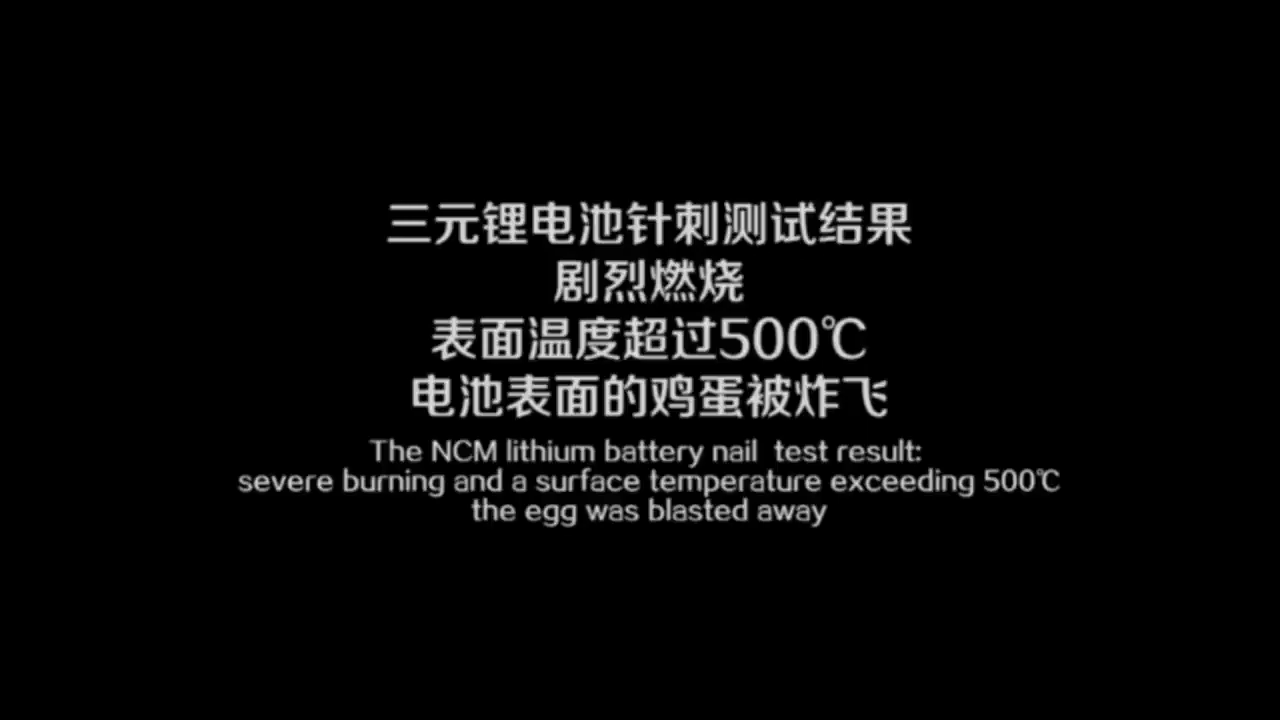 三元锂电池针刺测试结果
剧烈燃烧
表面温度超过500℃
电池表面的鸡蛋被炸飞
The NCM lithium battery nail  test result:
severe burning and a surface temperature exceeding 500℃
the egg was blasted away